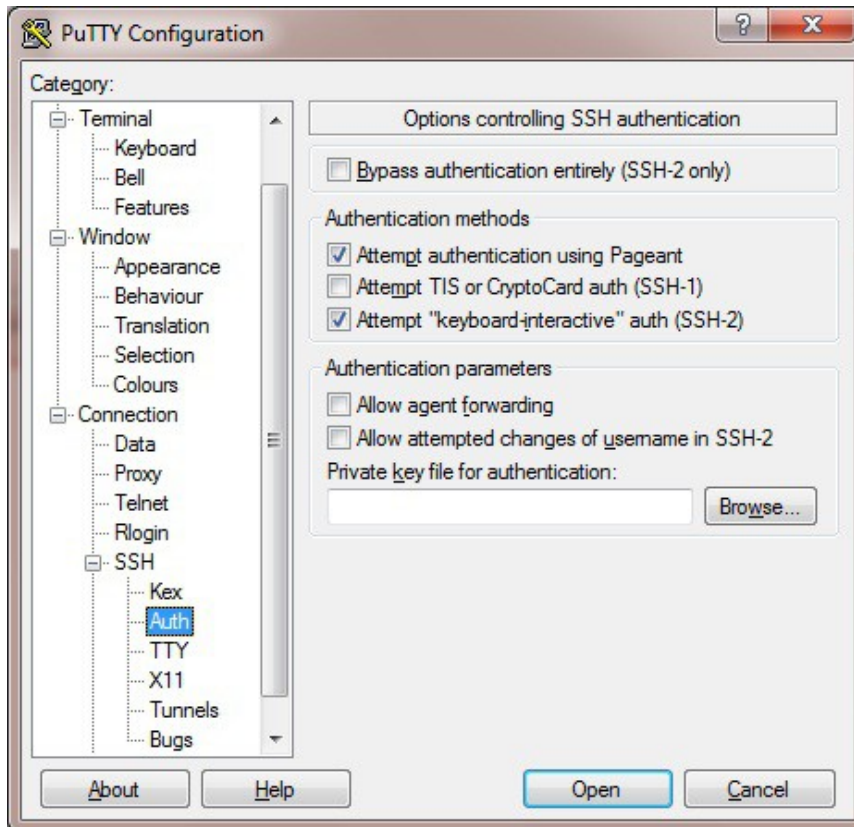 PuTTY Configuration
Category:
Terminal
Keyboard
Bell
Features
Window
Appearance
Behaviour
Translation
Selection
Colours
Connection
Data
Proxy
Telnet
Rlogin
SSH
Kex
Auth
TTY
X11
Tunnels
Bugs
Options controlling SSH authentication
Bypass authentication entirely (SSH-2 only)
Authentication methods
Attempt authentication using Pageant
Attempt TIS or CryptoCard auth (SSH-1)
Attempt "keyboard-interactive" auth (SSH-2)
Authentication parameters
Allow agent forwarding
Allow attempted changes of username in SSH-2
Private key file for authentication:
Browse...
About
Help
Open
Cancel